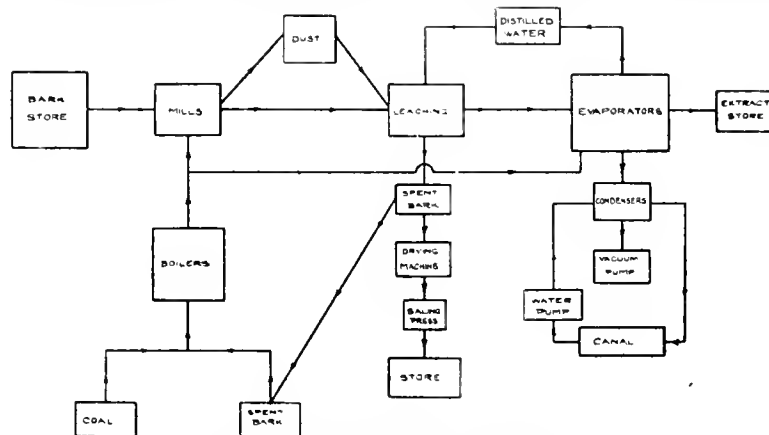 DISTILLED
WATER
DUST
BARK
STORE
MILLS
LEACHING
EVAPORATORS
EXTRACT
STORE
SPENT
BARK
CONDENSERS
BOILERS
DRYING
MACHINE
VACUUM
PUMP
WATER
PUMP
BALING
PRESS
CANAL
STORE
COAL
SPENT
BARK